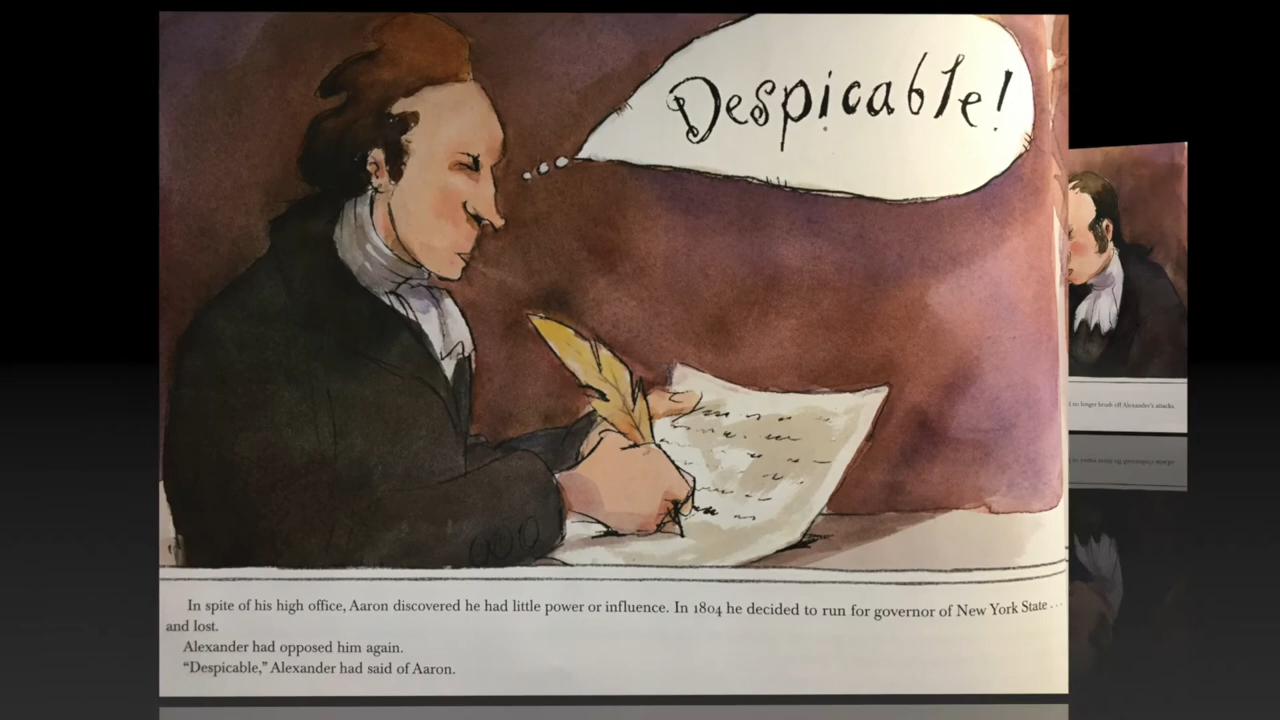 Despicable!
In spite of his high office, Aaron discovered he had little power or influence. In 1804 he decided to run for governor of New York State . . .
and lost.
Alexander had opposed him again.
“Despicable,” Alexander had said of Aaron.
no longer brush off Alexander's attacks.